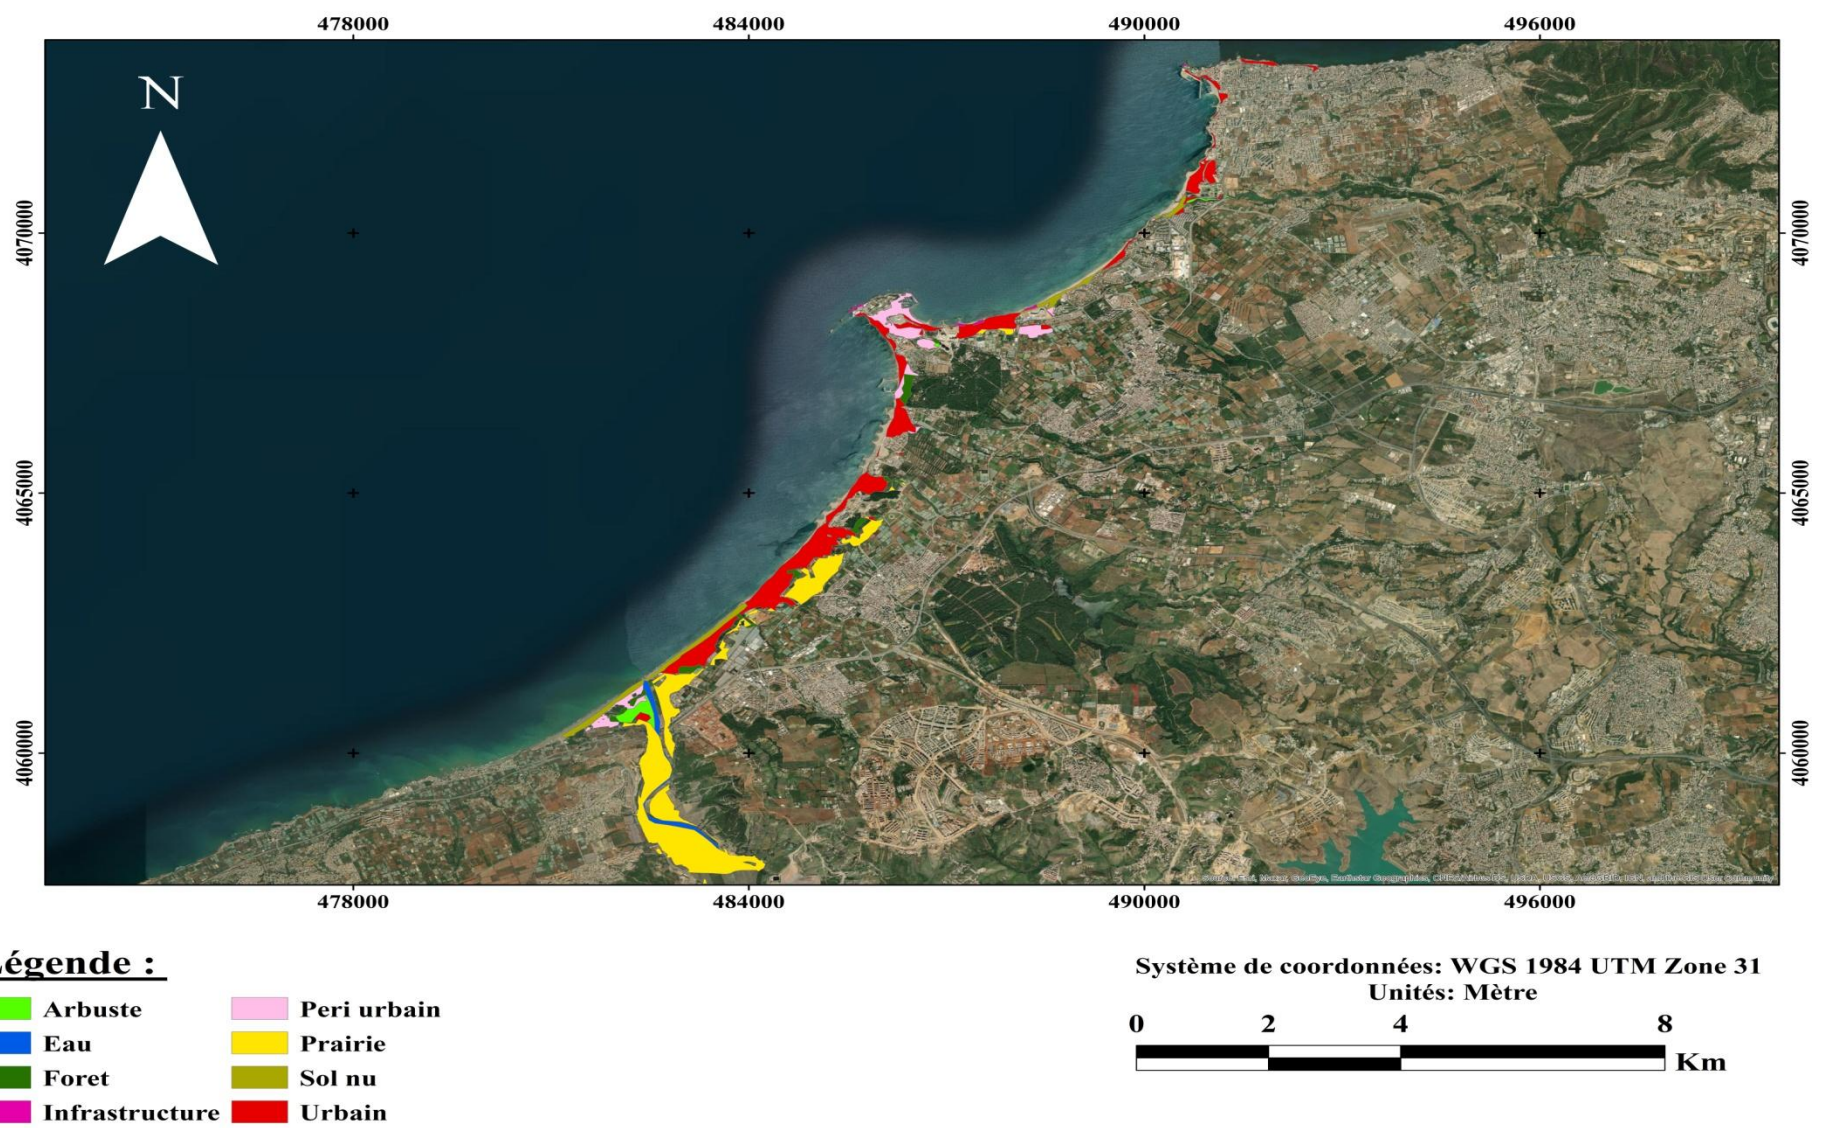 478000 484000 490000 496000
N
4070000 4070000
4065000 4065000
4060000 4060000
478000 484000 490000 496000
égende :
Système de coordonnées: WGS 1984 UTM Zone 31
Unités: Mètre
Arbuste Peri urbain
Eau Prairie
Foret Sol nu
Infrastructure Urbain
0 2 4 8
Km